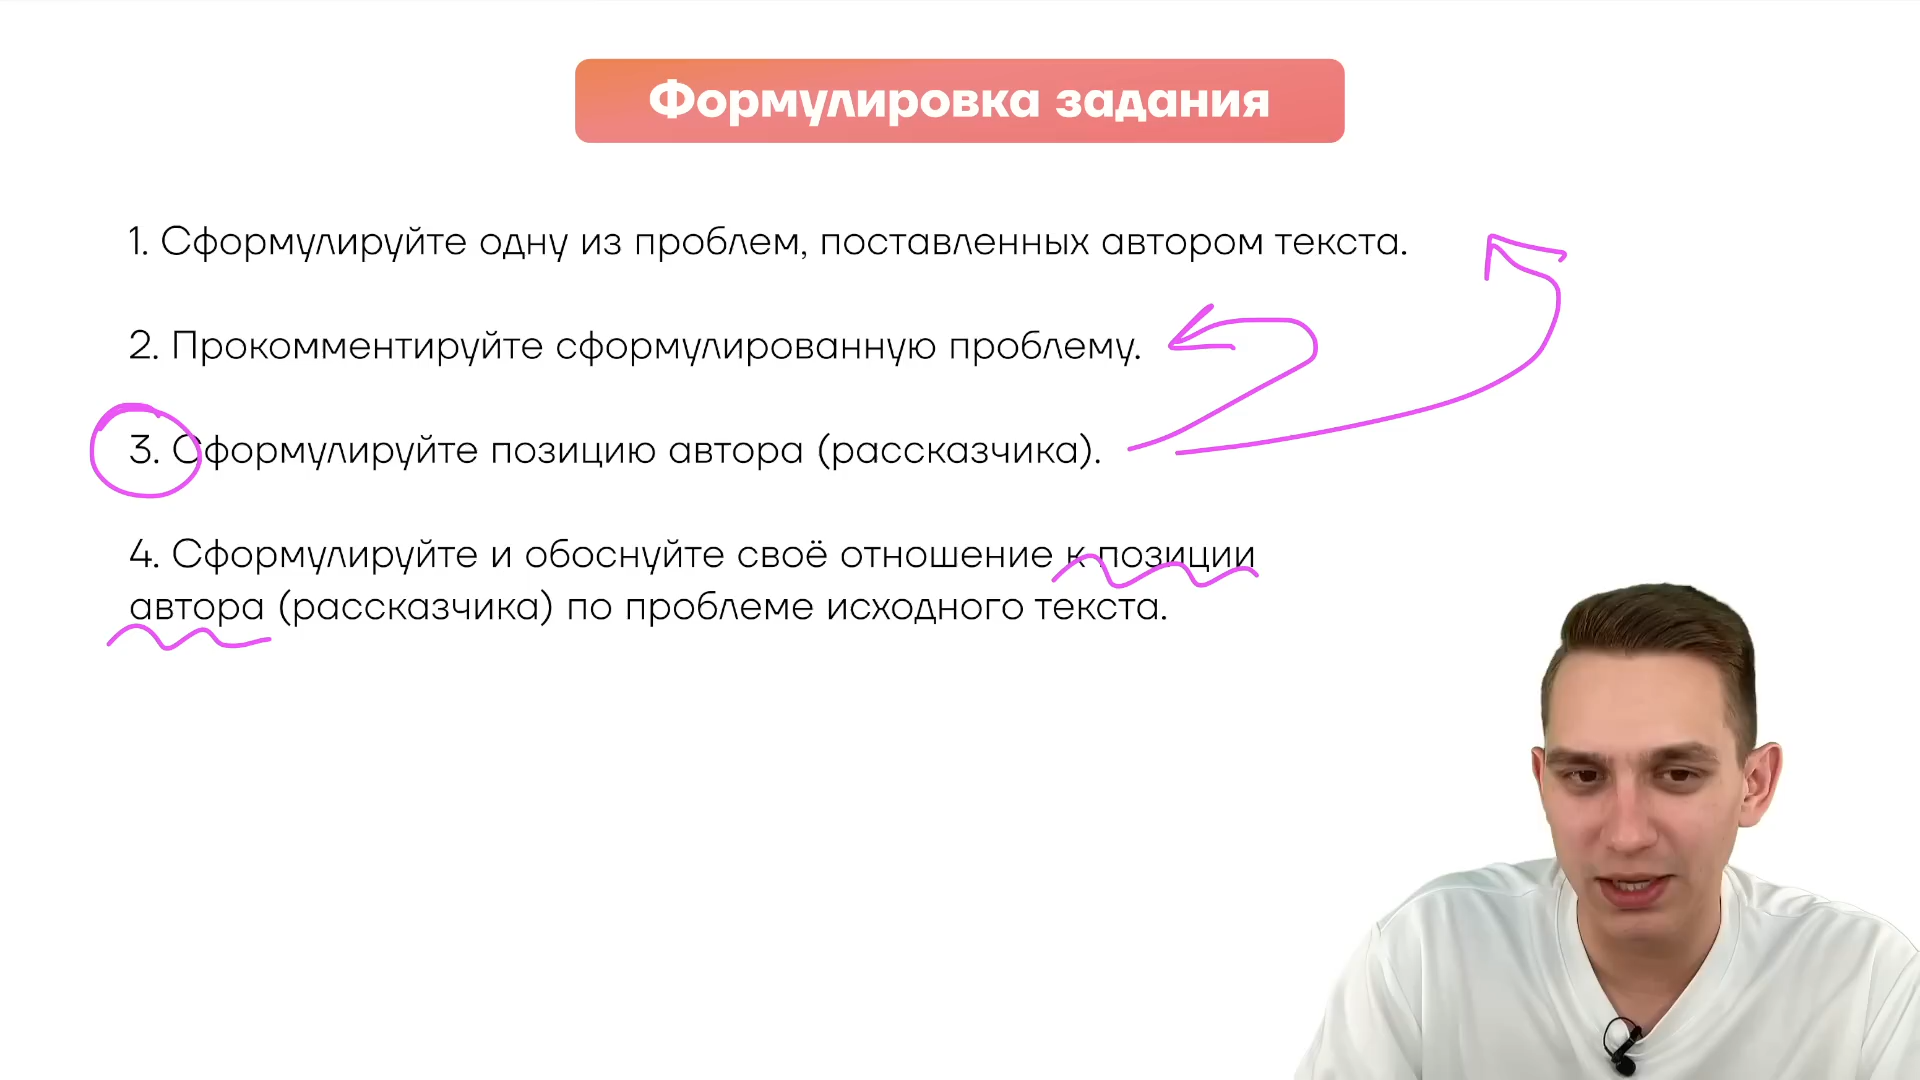 Формулировка задания
1. Сформулируйте одну из проблем, поставленных автором текста.
2. Прокомментируйте сформулированную проблему.
3. Сформулируйте позицию автора (рассказчика).
4. Сформулируйте и обоснуйте своё отношение к позиции
автора (рассказчика) по проблеме исходного текста.